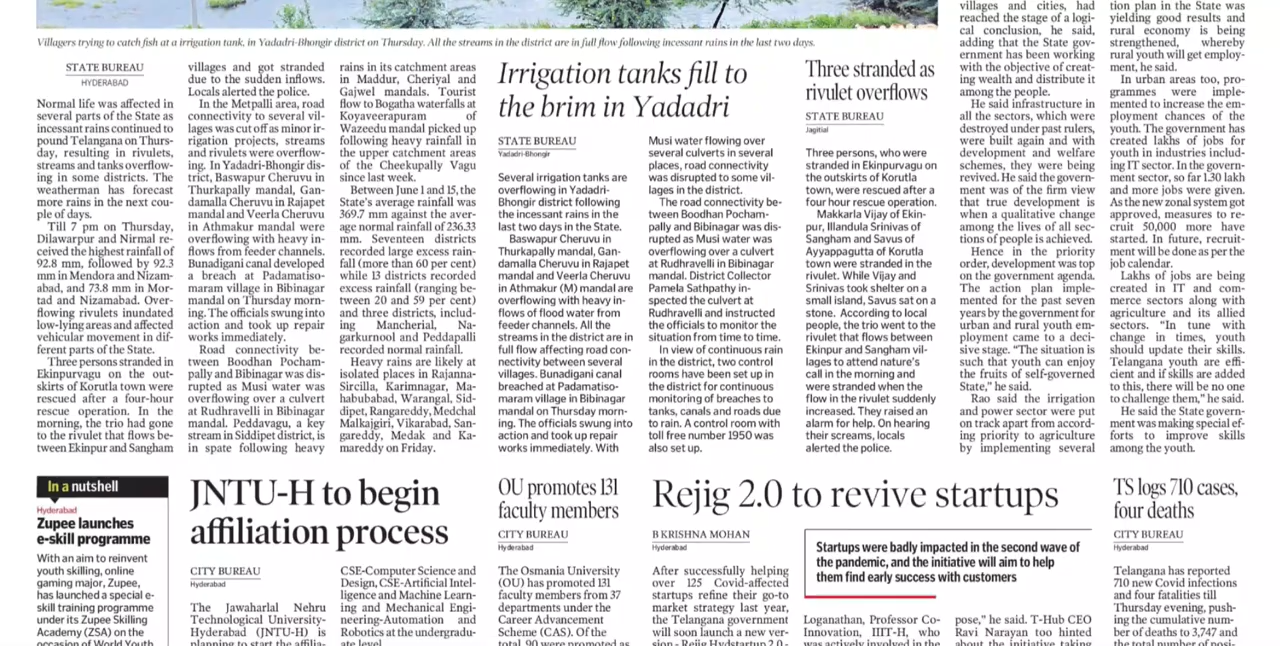 Villagers trying to catch fish at a irrigation tank, in Yadadri-Bhongir district on Thursday. All the streams in the district are in full flow following incessant rains in the last two days.
STATE BUREAU
HYDERABAD
Normal life was affected in
several parts of the State as
incessant rains continued to
pound Telangana on Thurs-
day, resulting in rivulets,
streams and tanks overflow-
ing in some districts. The
weatherman has forecast
more rains in the next cou-
ple of days.
Till 7 pm on Thursday,
Dilawarpur and Nirmal re-
ceived the highest rainfall of
92.8 mm, followed by 92.3
mm in Mendora and Nizam-
abad, and 73.8 mm in Mor-
tad and Nizamabad. Over-
flowing rivulets inundated
low-lying areas and affected
vehicular movement in dif-
ferent parts of the State.
Three persons stranded in
Ekinpurvagu on the out-
skirts of Korutla town were
rescued after a four-hour
rescue operation. In the
morning, the trio had gone
to the rivulet that flows be-
tween Ekinpur and Sangham
villages and got stranded
due to the sudden inflows.
Locals alerted the police.
In the Metpalli area, road
connectivity to several vil-
lages was cut off as minor ir-
rigation projects, streams
and rivulets were overflow-
ing. In Yadadri-Bhongir dis-
trict, Baswapur Cheruvu in
Thurkapally mandal, Gan-
damalla Cheruvu in Rajapet
mandal and Veerla Cheruvu
in Athmakur mandal were
overflowing with heavy in-
flows from feeder channels.
Bunadigani canal developed
a breach at Padamatiso-
maram village in Bibinagar
mandal on Thursday morn-
ing. The officials swung into
action and took up repair
works immediately.
Road connectivity be-
tween Boodhan Pocham-
pally and Bibinagar was dis-
rupted as Musi water was
overflowing over a culvert
at Rudhravelli in Bibinagar
mandal. Peddavagu, a key
stream in Siddipet district, is
in spate following heavy
rains in its catchment areas
in Maddur, Cheriyal and
Gajwel mandals. Tourist
flow to Bogatha waterfalls at
Koyaveerapuram of
Wazeedu mandal picked up
following heavy rainfall in
the upper catchment areas
of the Cheekupally Vagu
since last week.
Between June 1 and 15, the
State's average rainfall was
369.7 mm against the aver-
age normal rainfall of 236.33
mm. Seventeen districts
recorded large excess rain-
fall (more than 60 per cent)
while 13 districts recorded
excess rainfall (ranging be-
tween 20 and 59 per cent)
and three districts, includ-
ing Mancherial, Na-
garkurnool and Peddapalli
recorded normal rainfall.
Heavy rains are likely at
isolated places in Rajanna-
Sircilla, Karimnagar, Ma-
habubabad, Warangal, Sid-
dipet, Rangareddy, Medchal
Malkajgiri, Vikarabad, San-
gareddy, Medak and Ka-
mareddy on Friday.
Irrigation tanks fill to
the brim in Yadadri
STATE BUREAU
Yadadri-Bhongir
Several irrigation tanks are
overflowing in Yadadri-
Bhongir district following
the incessant rains in the
last two days in the State.
Baswapur Cheruvu in
Thurkapally mandal, Gan-
damalla Cheruvu in Rajapet
mandal and Veerla Cheruvu
in Athmakur (M) mandal are
overflowing with heavy in-
flows of flood water from
feeder channels. All the
streams in the district are in
full flow affecting road con-
nectivity between several
villages. Bunadigani canal
breached at Padamatiso-
maram village in Bibinagar
mandal on Thursday morn-
ing. The officials swung into
action and took up repair
works immediately. With
Musi water flowing over
several culverts in several
places, road connectivity
was disrupted to some vil-
lages in the district.
The road connectivity be-
tween Boodhan Pocham-
pally and Bibinagar was dis-
rupted as Musi water was
overflowing over a culvert
at Rudhravelli in Bibinagar
mandal. District Collector
Pamela Sathpathy in-
spected the culvert at
Rudhravelli and instructed
the officials to monitor the
situation from time to time.
In view of continuous rain
in the district, two control
rooms have been set up in
the district for continuous
monitoring of breaches to
tanks, canals and roads due
to rain. A control room with
toll free number 1950 was
also set up.
Three stranded as
rivulet overflows
STATE BUREAU
Jagitial
Three persons, who were
stranded in Ekinpurvagu on
the outskirts of Korutla
town, were rescued after a
four hour rescue operation.
Makkarla Vijay of Ekin-
pur, Illandula Srinivas of
Sangham and Savus of
Ayyappagutta of Korutla
town were stranded in the
rivulet. While Vijay and
Srinivas took shelter on a
small island, Savus sat on a
stone. According to local
people, the trio went to the
rivulet that flows between
Ekinpur and Sangham vil-
lages to attend nature's
call in the morning and
were stranded when the
flow in the rivulet suddenly
increased. They raised an
alarm for help. On hearing
their screams, locals
alerted the police.
villages and cities, had
reached the stage of a logi-
cal conclusion, he said,
adding that the State gov-
ernment has been working
with the objective of creat-
ing wealth and distribute it
among the people.
He said infrastructure in
all the sectors, which were
destroyed under past rulers,
were built again and with
development and welfare
schemes, they were being
revived. He said the govern-
ment was of the firm view
that true development is
when a qualitative change
among the lives of all sec-
tions of people is achieved.
Hence in the priority
order, development was top
on the government agenda.
The action plan imple-
mented for the past seven
years by the government for
urban and rural youth em-
ployment came to a deci-
sive stage. “The situation is
such that youth can enjoy
the fruits of self-governed
State,” he said.
Rao said the irrigation
and power sector were put
on track apart from accord-
ing priority to agriculture
by implementing several
tion plan in the State was
yielding good results and
rural economy is being
strengthened, whereby
rural youth will get employ-
ment, he said.
In urban areas too, pro-
grammes were imple-
mented to increase the em-
ployment chances of the
youth. The government has
created lakhs of jobs for
youth in industries includ-
ing IT sector. In the govern-
ment sector, so far 1.30 lakh
and more jobs were given.
As the new zonal system got
approved, measures to re-
cruit 50,000 more have
started. In future, recruit-
ment will be done as per the
job calendar.
Lakhs of jobs are being
created in IT and com-
merce sectors along with
agriculture and its allied
sectors. “In tune with
change in times, youth
should update their skills.
Telangana youth are effi-
cient and if skills are added
to this, there will be no one
to challenge them,” he said.
He said the State govern-
ment was making special ef-
forts to improve skills
among the youth.
In a nutshell
Hyderabad
Zupee launches
e-skill programme
With an aim to reinvent
youth skilling, online
gaming major, Zupee,
has launched a special e-
skill training programme
under its Zupee Skilling
Academy (ZSA) on the
occasion of World Youth
JNTU-H to begin
affiliation process
CITY BUREAU
Hyderabad
The Jawaharlal Nehru
Technological University-
Hyderabad (JNTU-H) is
planning to start the affilia-
CSE-Computer Science and
Design, CSE-Artificial Intel-
ligence and Machine Learn-
ing and Mechanical Engi-
neering-Automation and
Robotics at the undergradu-
ate level.
OU promotes 131
faculty members
CITY BUREAU
Hyderabad
The Osmania University
(OU) has promoted 131
faculty members from 37
departments under the
Career Advancement
Scheme (CAS). Of the
total, 90 were promoted as
Rejig 2.0 to revive startups
B KRISHNA MOHAN
Hyderabad
After successfully helping
over 125 Covid-affected
startups refine their go-to
market strategy last year,
the Telangana government
will soon launch a new ver-
sion - Rejig Hydstartup 2.0 -
Startups were badly impacted in the second wave of
the pandemic, and the initiative will aim to help
them find early success with customers
Loganathan, Professor Co-
Innovation, IIIT-H, who
was actively involved in the
pose,” he said. T-Hub CEO
Ravi Narayan too hinted
about the initiative taking
TS logs 710 cases,
four deaths
CITY BUREAU
Hyderabad
Telangana has reported
710 new Covid infections
and four fatalities till
Thursday evening, push-
ing the cumulative num-
ber of deaths to 3,747 and
the total number of posi-